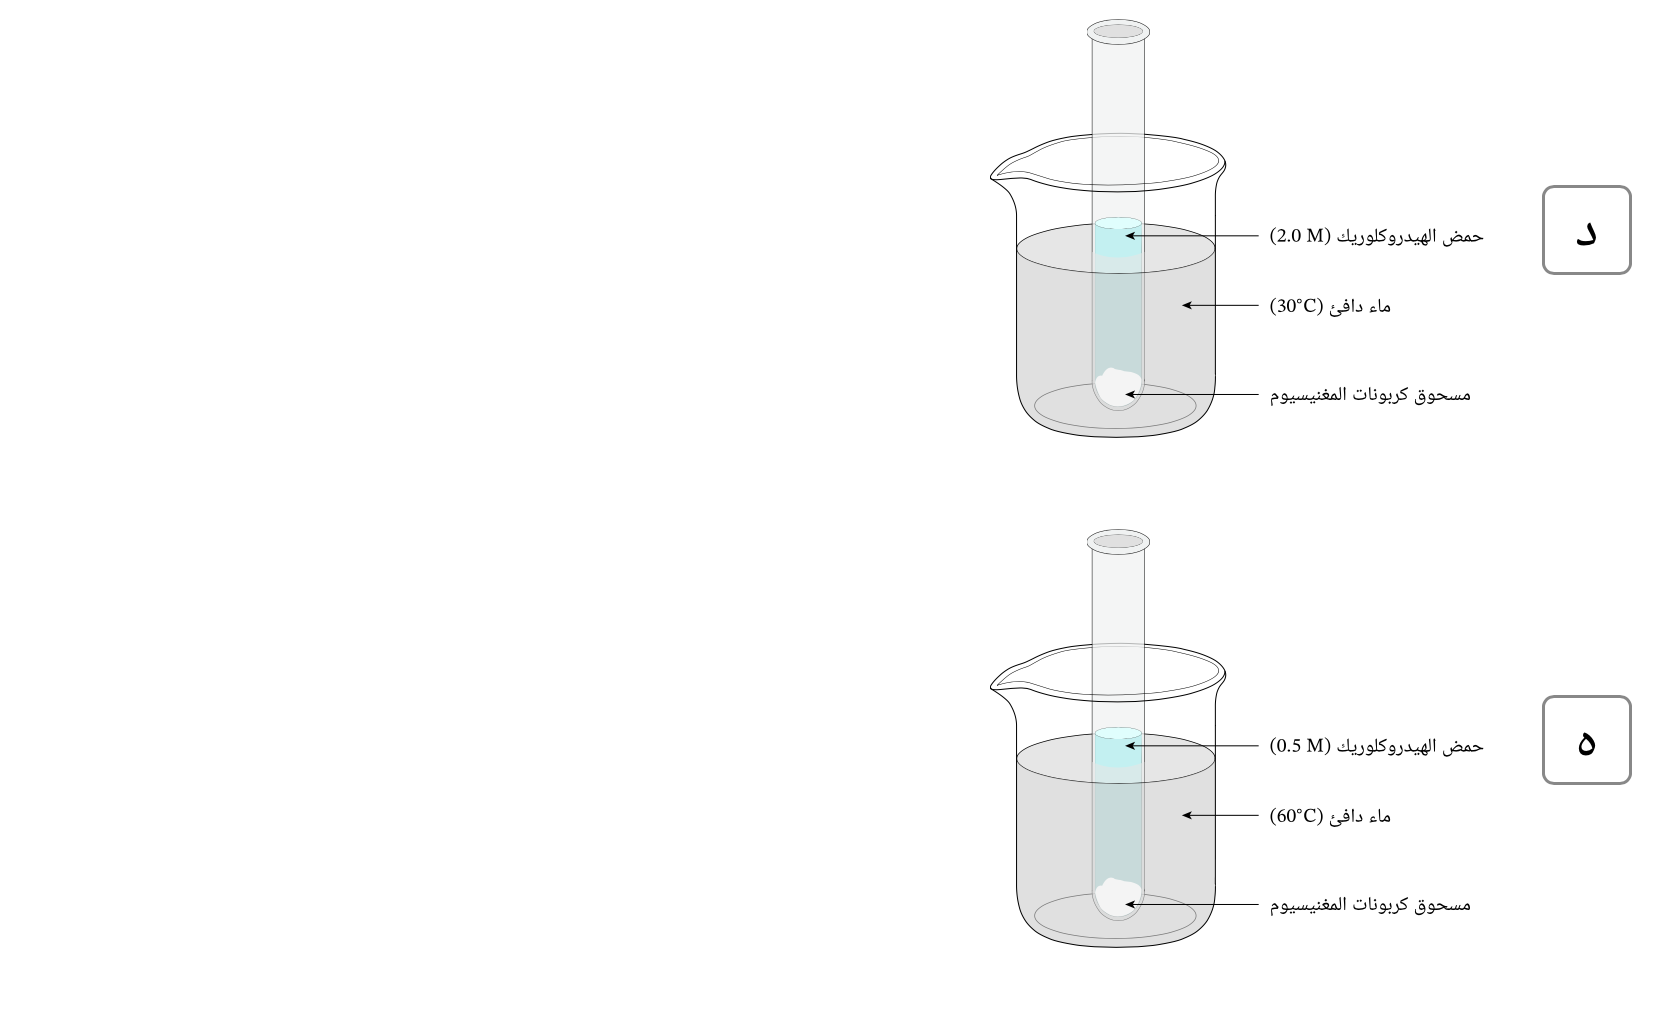 د
حمض الهيدروكلوريك (2.0 M)
ماء دافئ (30°C)
مسحوق كربونات المغنيسيوم
ه
حمض الهيدروكلوريك (0.5 M)
ماء دافئ (60°C)
مسحوق كربونات المغنيسيوم